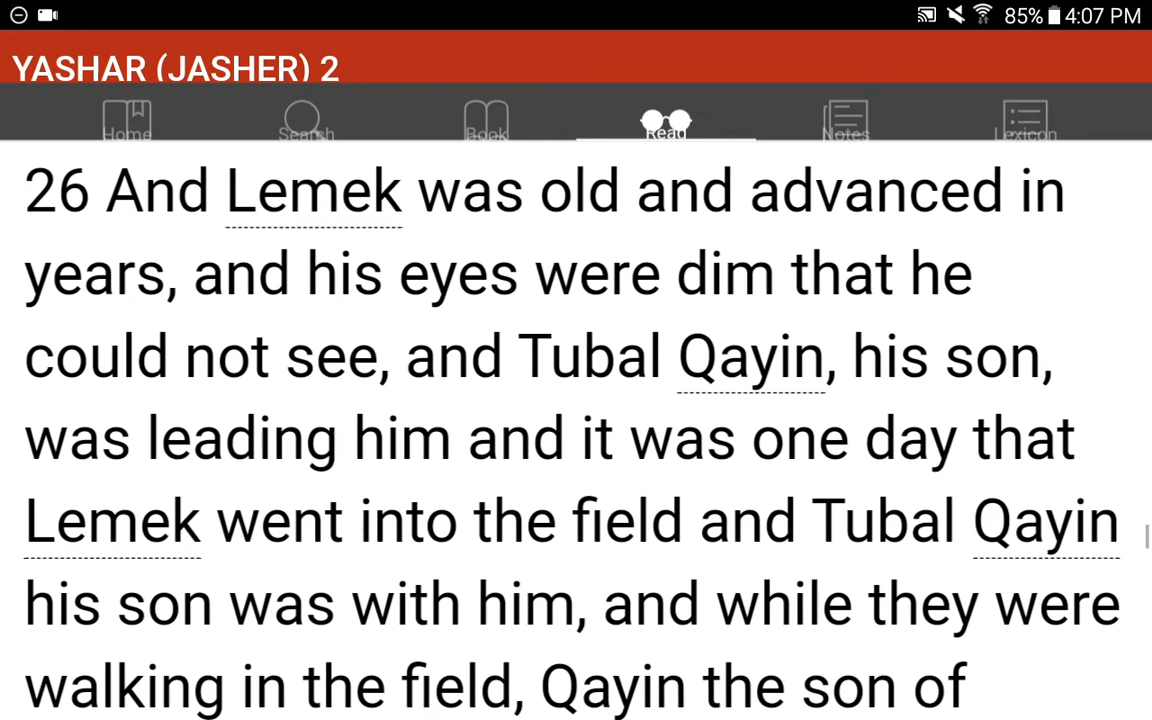 85% 4:07 PM
YASHAR (JASHER) 2
Home Search Book Read Notes Lexicon
26 And Lemek was old and advanced in
years, and his eyes were dim that he
could not see, and Tubal Qayin, his son,
was leading him and it was one day that
Lemek went into the field and Tubal Qayin
his son was with him, and while they were
walking in the field, Qayin the son of